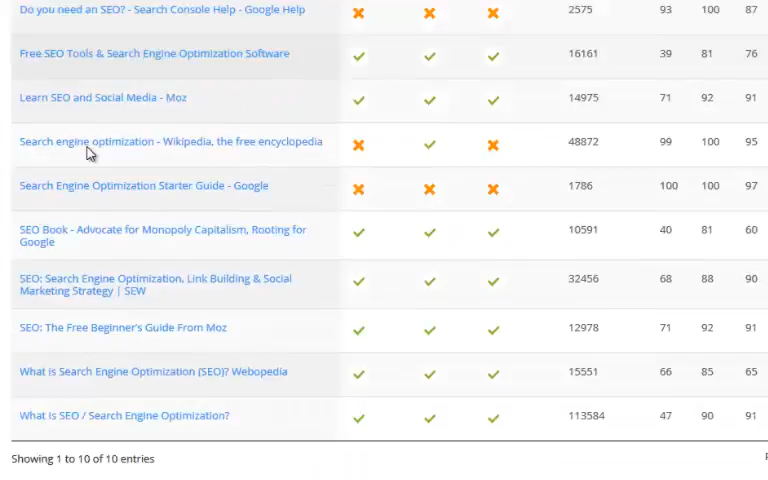 Do you need an SEO? - Search Console Help - Google Help 2575 93 100 87
Free SEO Tools & Search Engine Optimization Software 16161 39 81 76
Learn SEO and Social Media - Moz 14975 71 92 91
Search engine optimization - Wikipedia, the free encyclopedia 48872 99 100 95
Search Engine Optimization Starter Guide - Google 1786 100 100 97
SEO Book - Advocate for Monopoly Capitalism, Rooting for 10591 40 81 60
Google
SEO: Search Engine Optimization, Link Building & Social 32456 68 88 90
Marketing Strategy | SEW
SEO: The Free Beginner's Guide From Moz 12978 71 92 91
What is Search Engine Optimization (SEO)? Webopedia 15551 66 85 65
What Is SEO / Search Engine Optimization? 113584 47 90 91
Showing 1 to 10 of 10 entries